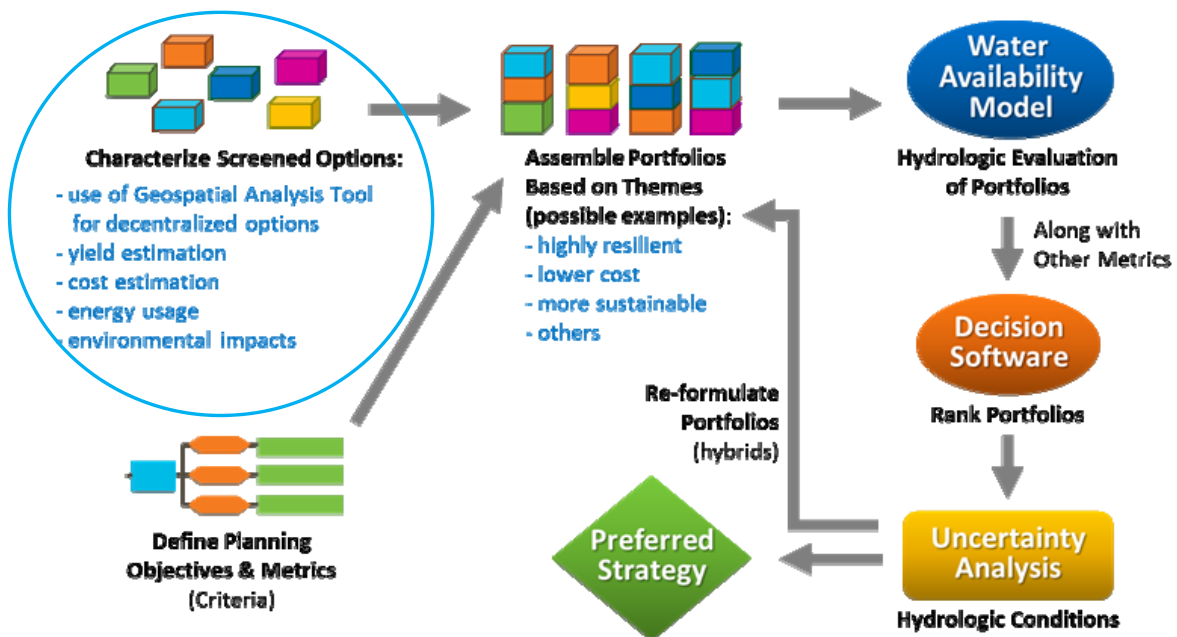 Characterize Screened Options:
- use of Geospatial Analysis Tool
for decentralized options
- yield estimation
- cost estimation
- energy usage
- environmental impacts
Assemble Portfolios
Based on Themes
(possible examples):
- highly resilient
- lower cost
- more sustainable
- others
Water
Availability
Model
Hydrologic Evaluation
of Portfolios
Along with
Other Metrics
Decision
Software
Rank Portfolios
Re-formulate
Portfolios
(hybrids)
Define Planning
Objectives & Metrics
(Criteria)
Preferred
Strategy
Uncertainty
Analysis
Hydrologic Conditions